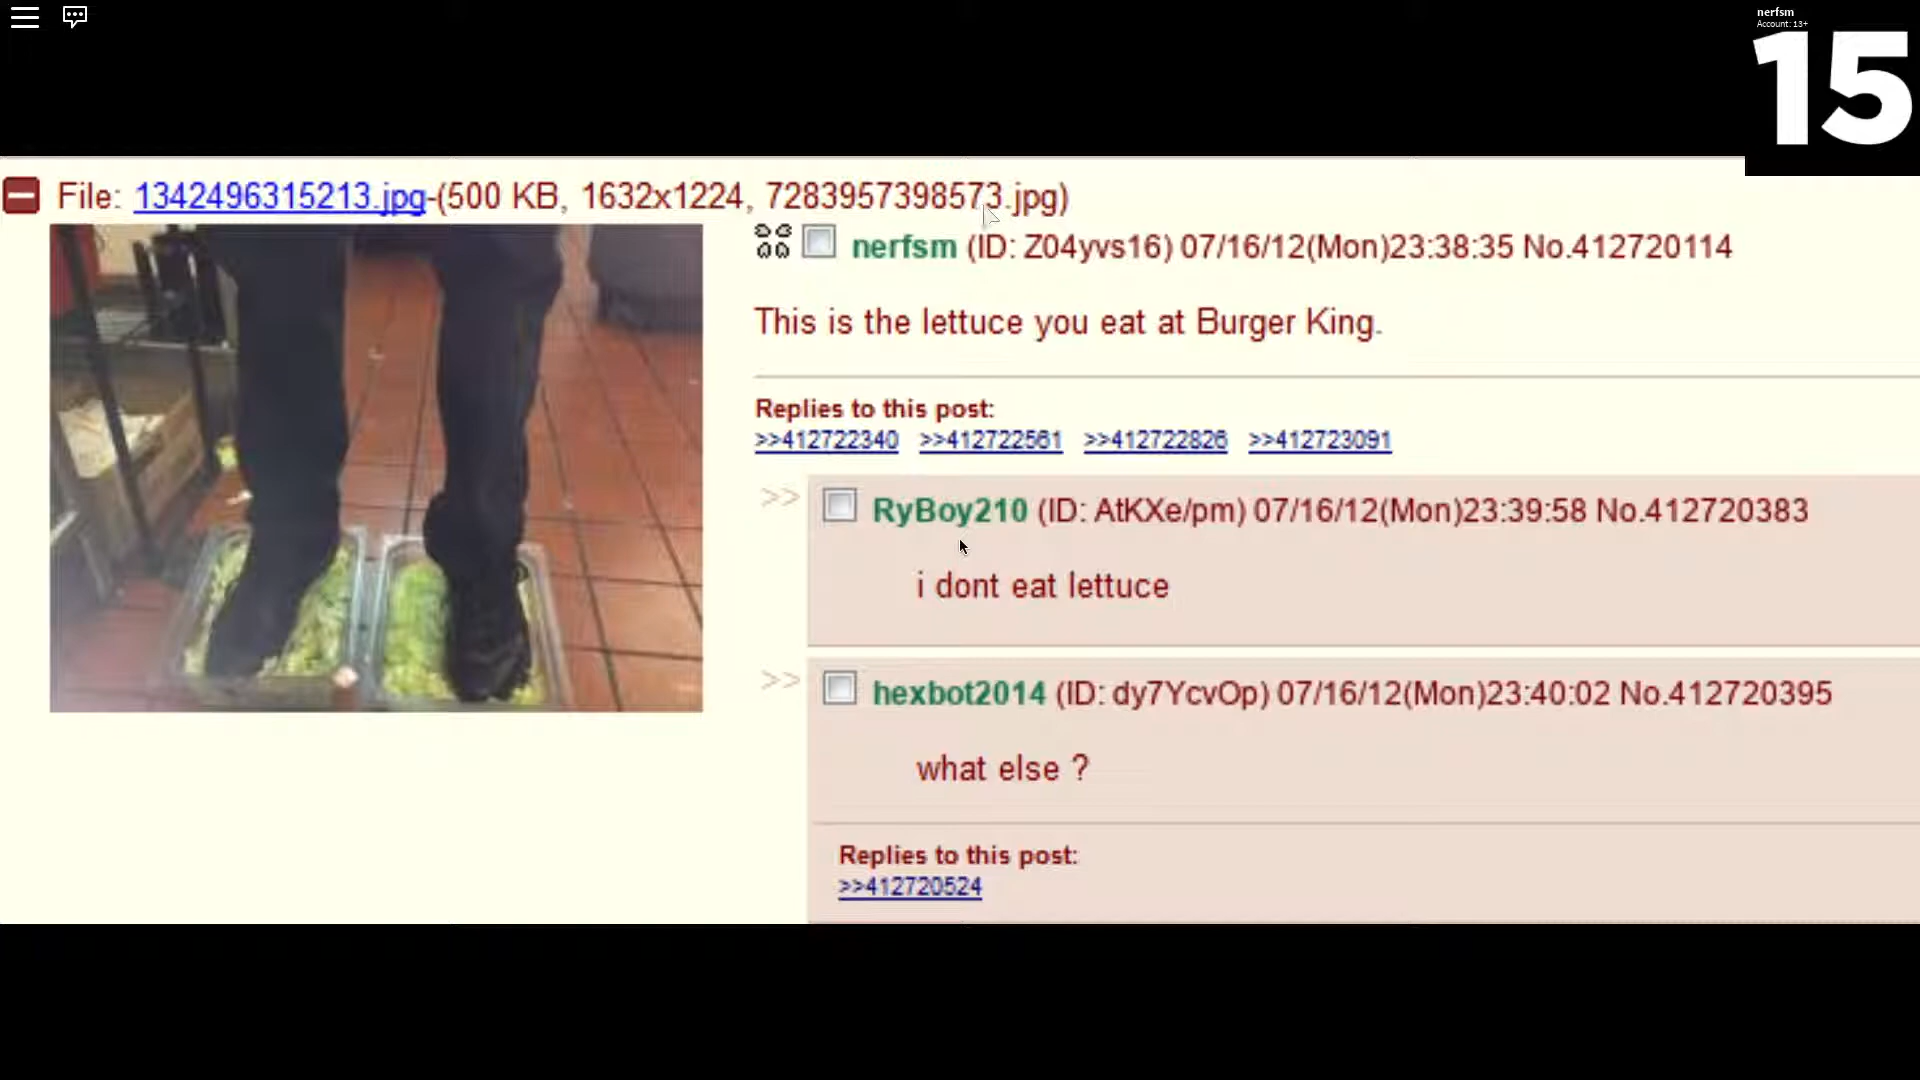 nerfsm
Account: 13+
15
File: 1342496315213.jpg-(500 KB, 1632x1224, 7283957398573.jpg)
nerfsm (ID: Z04yvs16) 07/16/12(Mon)23:38:35 No.412720114
This is the lettuce you eat at Burger King.
Replies to this post:
>>412722340 >>412722561 >>412722826 >>412723091
>> RyBoy210 (ID: AtKXe/pm) 07/16/12(Mon)23:39:58 No.412720383
i dont eat lettuce
>> hexbot2014 (ID: dy7YcvOp) 07/16/12(Mon)23:40:02 No.412720395
what else ?
Replies to this post:
>>412720524